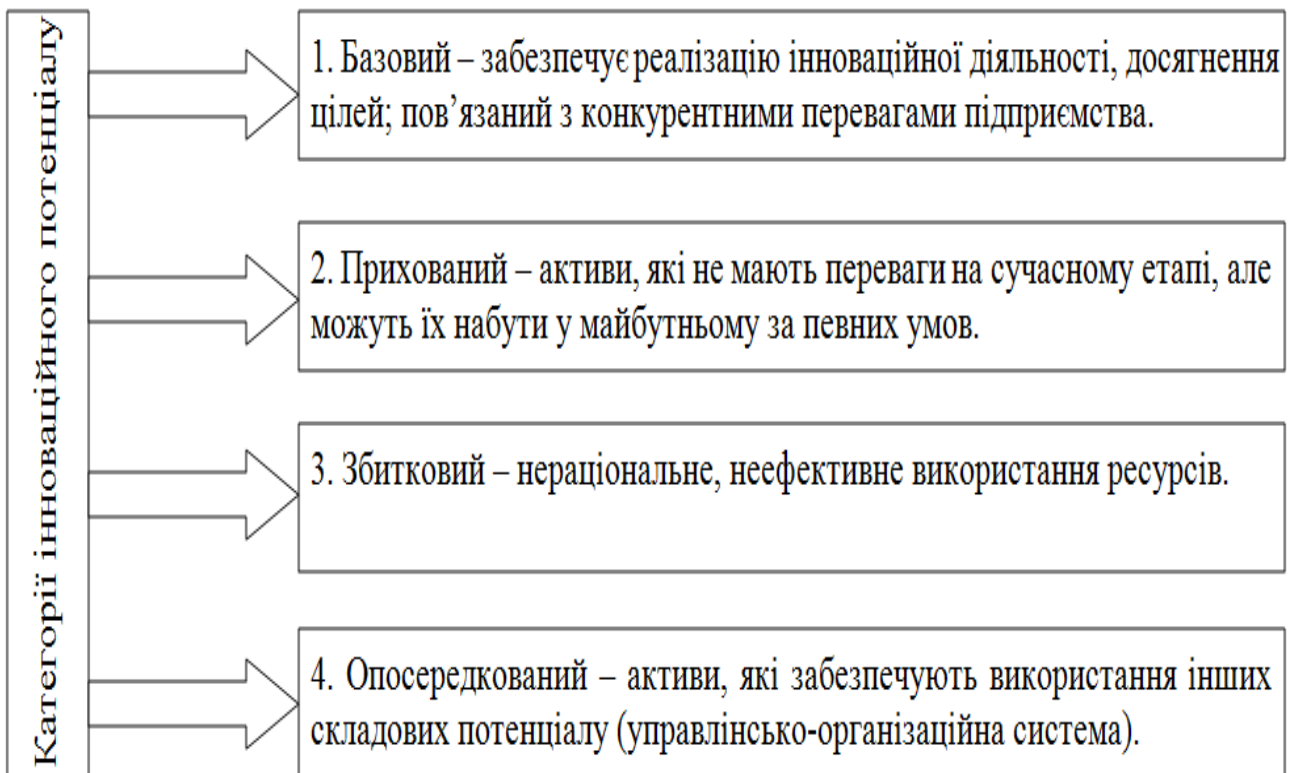 Категорії інноваційного потенціалу
1. Базовий – забезпечує реалізацію інноваційної діяльності, досягнення
цілей; пов’язаний з конкурентними перевагами підприємства.
2. Прихований – активи, які не мають переваги на сучасному етапі, але
можуть їх набути у майбутньому за певних умов.
3. Збитковий – нераціональне, неефективне використання ресурсів.
4. Опосередкований – активи, які забезпечують використання інших
складових потенціалу (управлінсько-організаційна система).